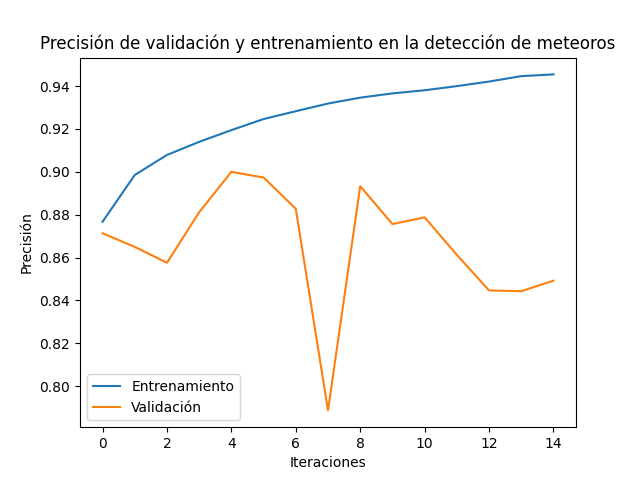 Precisión de validación y entrenamiento en la detección de meteoros
0.94
0.92
0.90
0.88
0.86
0.84
0.82
0.80
Precisión
Entrenamiento
Validación
0 2 4 6 8 10 12 14
Iteraciones